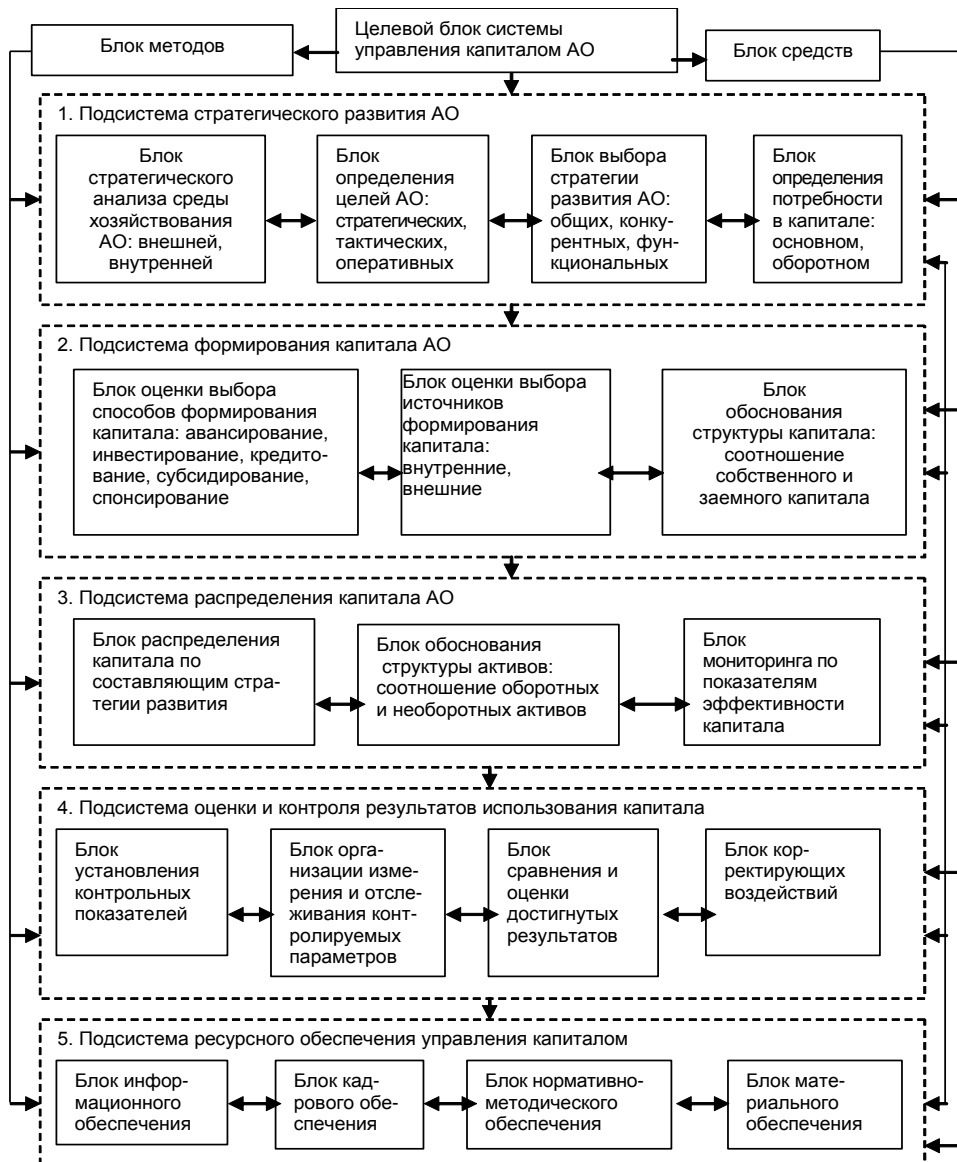 Блок методов
Целевой блок системы
управления капиталом АО
Блок средств
1. Подсистема стратегического развития АО
Блок
стратегического
анализа среды
хозяйствования
АО: внешней,
внутренней
Блок
определения
целей АО:
стратегических,
тактических,
оперативных
Блок выбора
стратегии
развития АО:
общих, конку-
рентных, фун-
кциональных
Блок
определения
потребности
в капитале:
основном,
оборотном
2. Подсистема формирования капитала АО
Блок оценки выбора
способов формирования
капитала: авансирование,
инвестирование, кредито-
вание, субсидирование,
спонсирование
Блок оценки выбора
источников
формирования
капитала:
внутренние,
внешние
Блок
обоснования
структуры капитала:
соотношение
собственного и
заемного капитала
3. Подсистема распределения капитала АО
Блок распределения
капитала по
составляющим стра-
тегии развития
Блок обоснования
структуры активов:
соотношение оборотных
и необоротных активов
Блок
мониторинга по
показателям
эффективности
капитала
4. Подсистема оценки и контроля результатов использования капитала
Блок
установления
контрольных
показателей
Блок орга-
низации измере-
ния и отсле-
живания конт-
ролируемых
параметров
Блок
сравнения и
оценки
достигнутых
результатов
Блок кор-
ректирующих
воздействий
5. Подсистема ресурсного обеспечения управления капиталом
Блок инфор-
мационного
обеспечения
Блок кад-
рового обе-
спечения
Блок нормативно-
методического
обеспечения
Блок мате-
риального
обеспечения